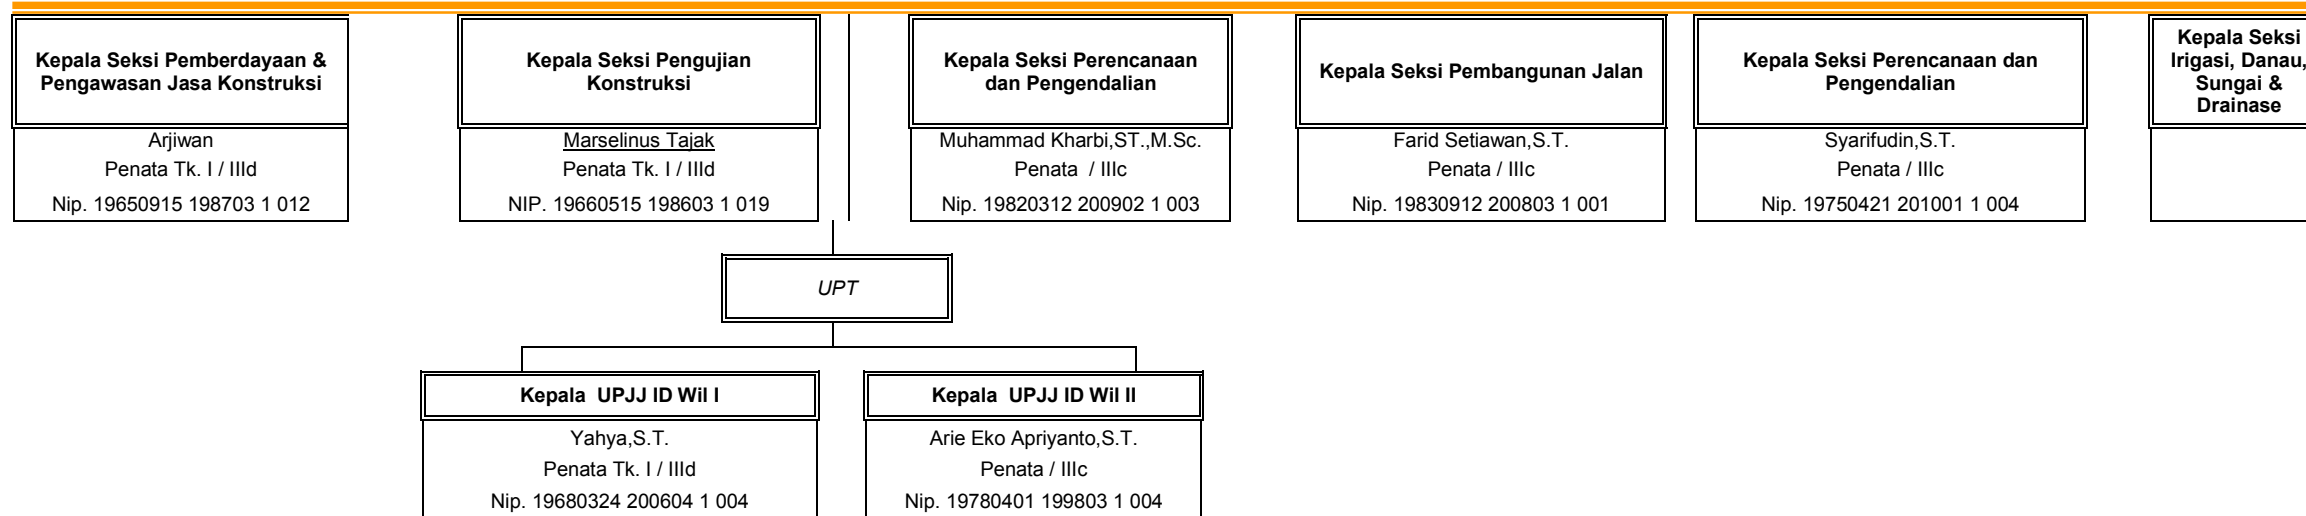 Kepala Seksi Pemberdayaan &
Pengawasan Jasa Konstruksi
Arjiwan
Penata Tk. I / IIId
Nip. 19650915 198703 1 012
Kepala Seksi Pengujian
Konstruksi
Marselinus Tajak
Penata Tk. I / IIId
NIP. 19660515 198603 1 019
Kepala Seksi Perencanaan
dan Pengendalian
Muhammad Kharbi,ST.,M.Sc.
Penata  / IIIc
Nip. 19820312 200902 1 003
Kepala Seksi Pembangunan Jalan
Farid Setiawan,S.T.
Penata / IIIc
Nip. 19830912 200803 1 001
Kepala Seksi Perencanaan dan
Pengendalian
Syarifudin,S.T.
Penata / IIIc
Nip. 19750421 201001 1 004
Kepala Seksi
Irigasi, Danau,
Sungai &
Drainase
UPT
Kepala  UPJJ ID Wil I
Yahya,S.T.
Penata Tk. I / IIId
Nip. 19680324 200604 1 004
Kepala  UPJJ ID Wil II
Arie Eko Apriyanto,S.T.
Penata / IIIc
Nip. 19780401 199803 1 004